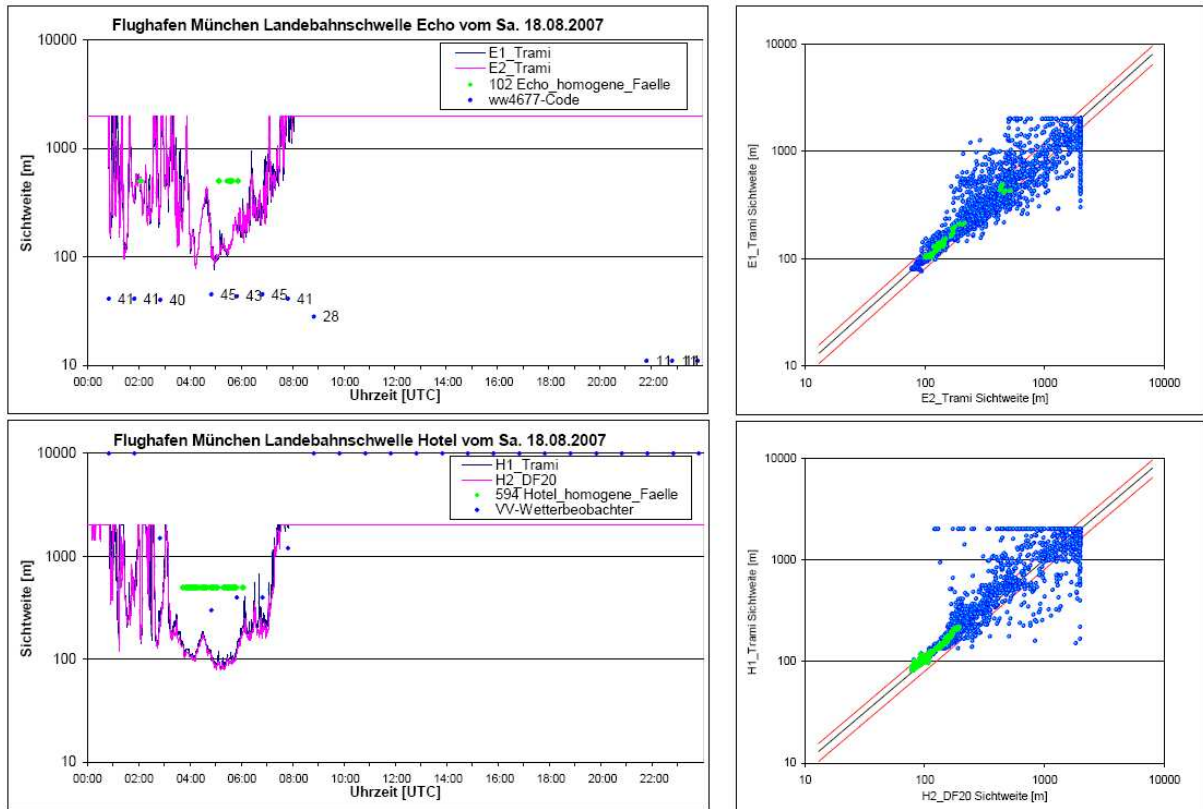 Flughafen München Landebahnschwelle Echo vom Sa. 18.08.2007
10000
1000
100
10
Sichtweite [m]
E1_Trami
E2_Trami
102 Echo_homogene_Faelle
ww4677-Code
41
41
40
45
43
45
41
28
11
11
11
00:00 02:00 04:00 06:00 08:00 10:00 12:00 14:00 16:00 18:00 20:00 22:00
Uhrzeit [UTC]
10000
1000
100
10
E1_Trami Sichtweite [m]
10 100 1000 10000
E2_Trami Sichtweite [m]
Flughafen München Landebahnschwelle Hotel vom Sa. 18.08.2007
10000
1000
100
10
Sichtweite [m]
H1_Trami
H2_DF20
594 Hotel_homogene_Faelle
VV-Wetterbeobachter
00:00 02:00 04:00 06:00 08:00 10:00 12:00 14:00 16:00 18:00 20:00 22:00
Uhrzeit [UTC]
10000
1000
100
10
H1_Trami Sichtweite [m]
10 100 1000 10000
H2_DF20 Sichtweite [m]